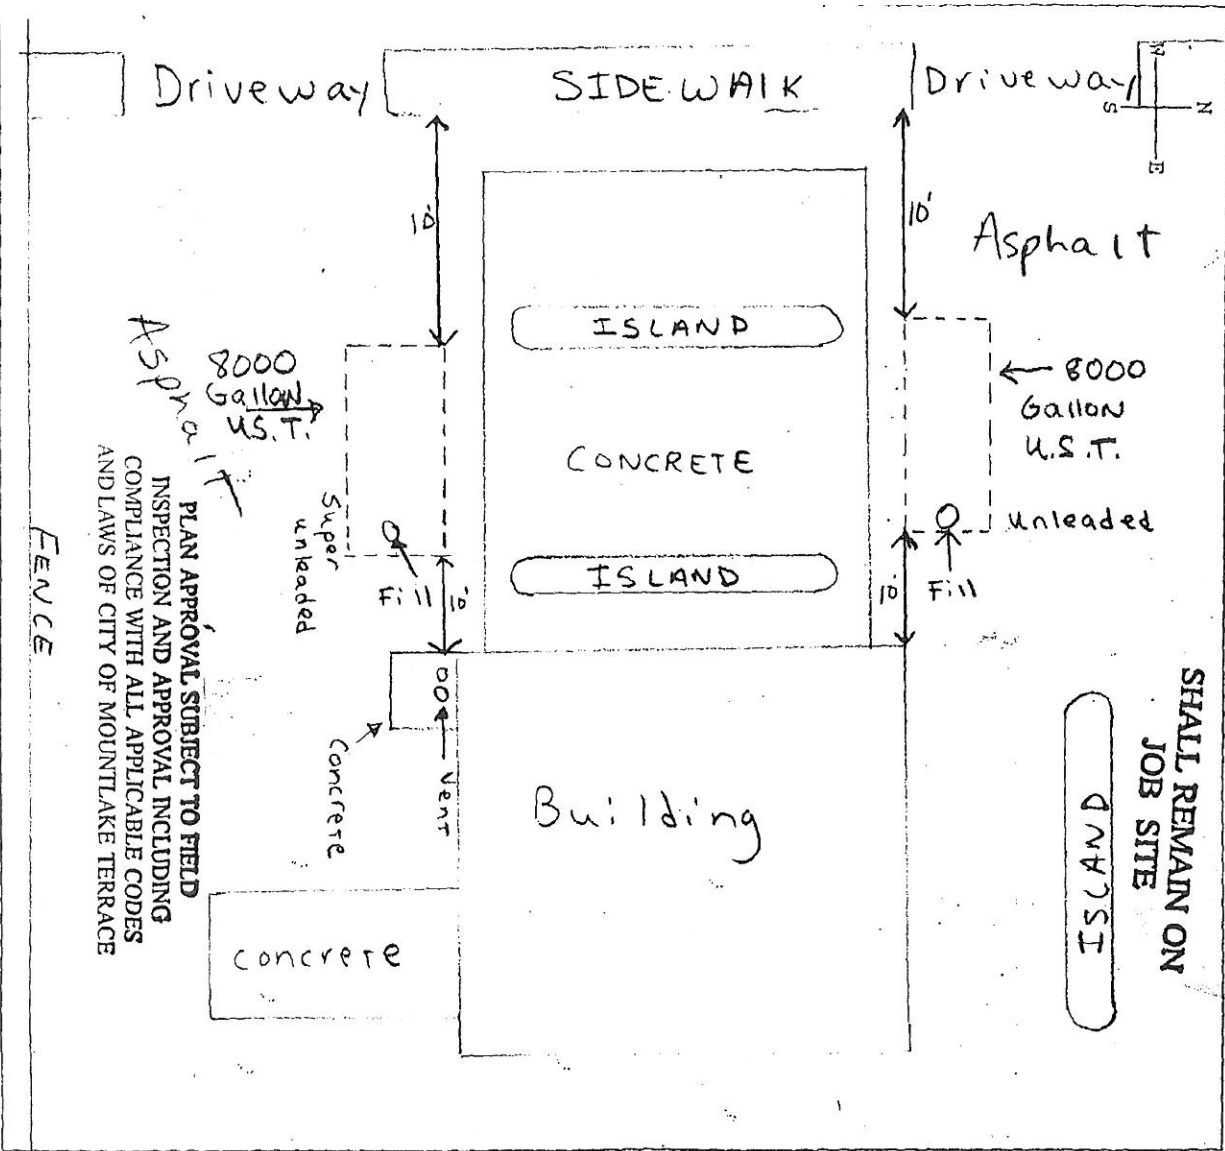 Driveway
SIDEWALK
Driveway
W
S
N
E
10'
10'
Asphalt
ISLAND
Asphalt
8000
Gallon
U.S.T.
8000
Gallon
U.S.T.
CONCRETE
Super
unleaded
unleaded
Fill
10'
ISLAND
10'
Fill
FENCE
PLAN APPROVAL SUBJECT TO FIELD
INSPECTION AND APPROVAL INCLUDING
COMPLIANCE WITH ALL APPLICABLE CODES
AND LAWS OF CITY OF MOUNTLAKE TERRACE
Concrete
Vent
Building
SHALL REMAIN ON
JOB SITE
ISLAND
concrete